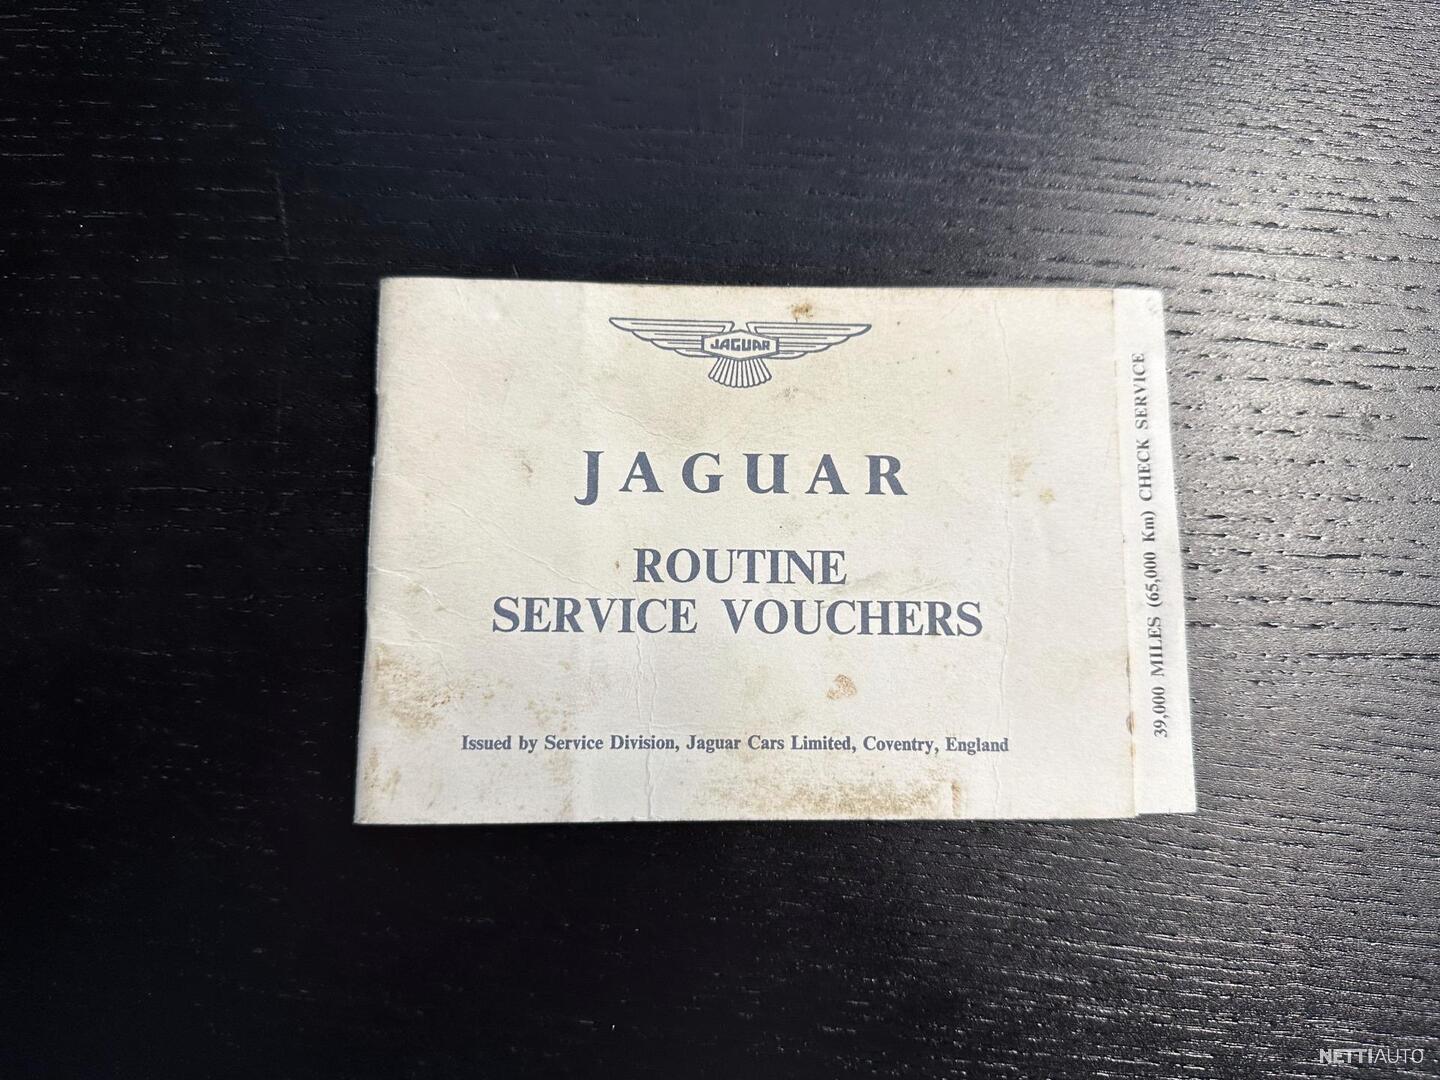 JAGUAR
JAGUAR
ROUTINE
SERVICE VOUCHERS
Issued by Service Division, Jaguar Cars Limited, Coventry, England
39,000 MILES (65,000 Km) CHECK SERVICE
NETTIAUTO